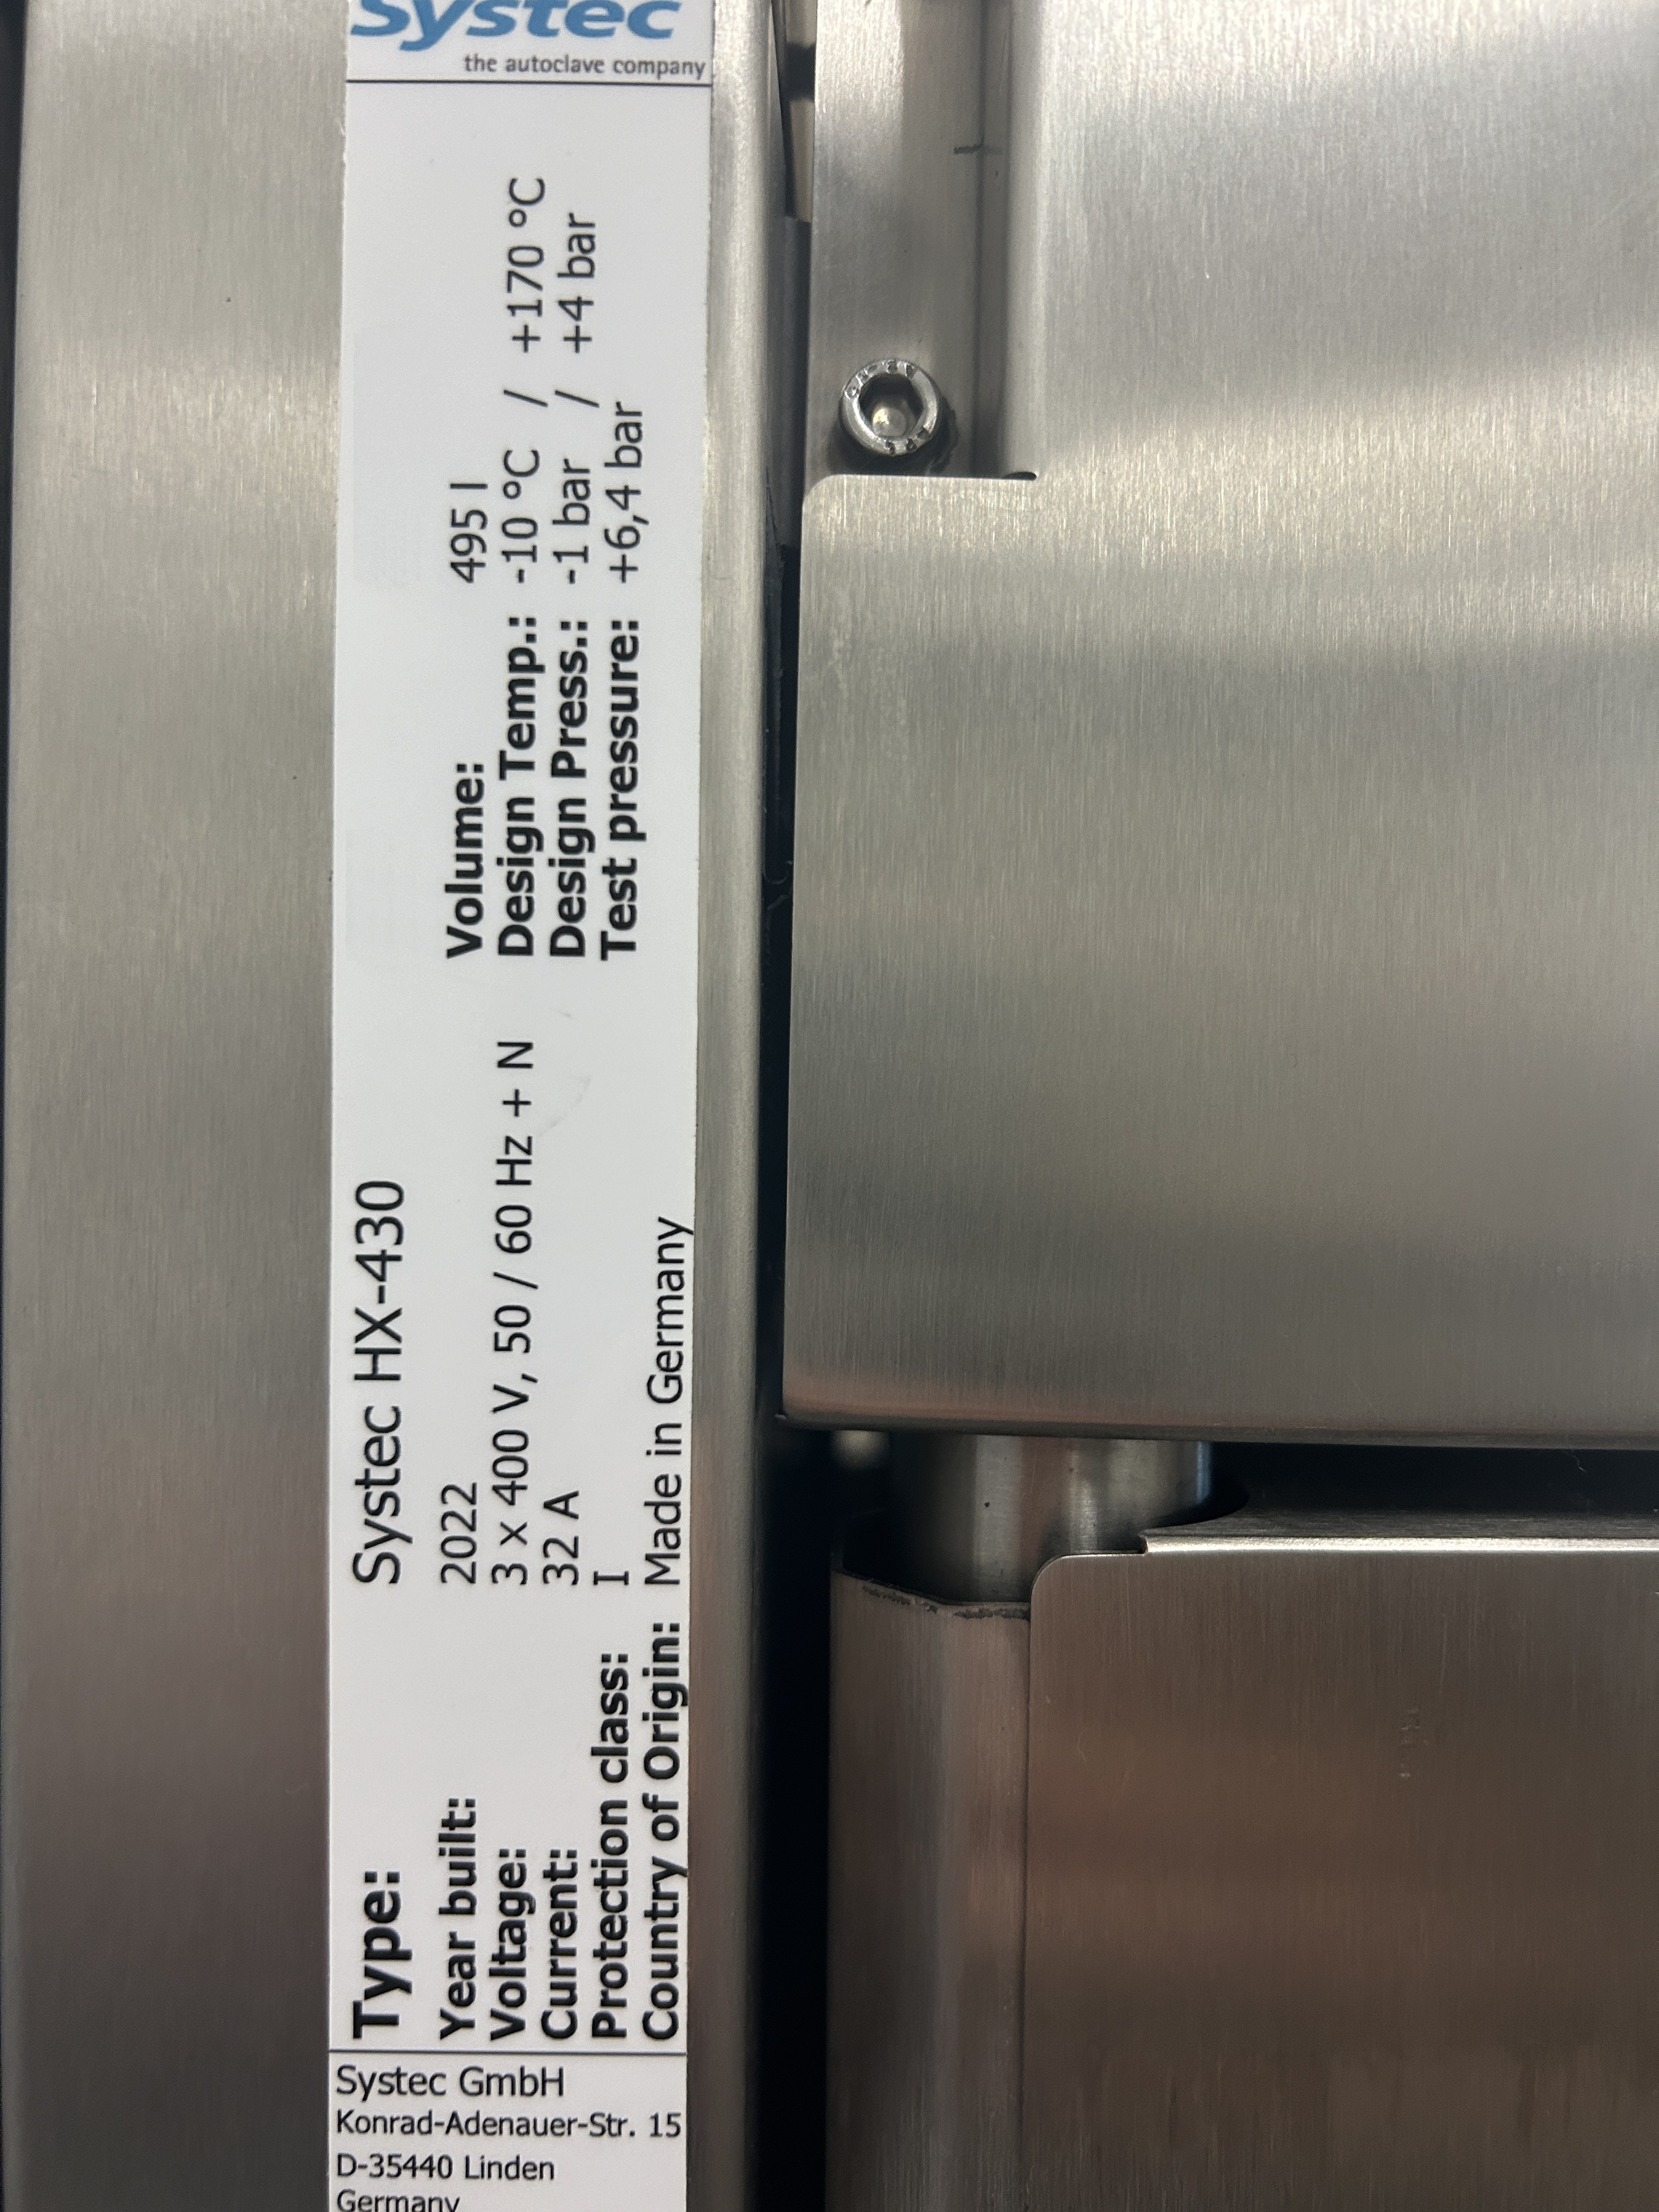 Systec
the autoclave company
Type: Systec HX-430
Year built: 2022
Voltage: 3 x 400 V, 50 / 60 Hz + N
Current: 32 A
Protection class: I
Country of Origin: Made in Germany
Volume: 495 l
Design Temp.: -10 °C / +170 °C
Design Press.: -1 bar / +4 bar
Test pressure: +6,4 bar
Systec GmbH
Konrad-Adenauer-Str. 15
D-35440 Linden
Germany